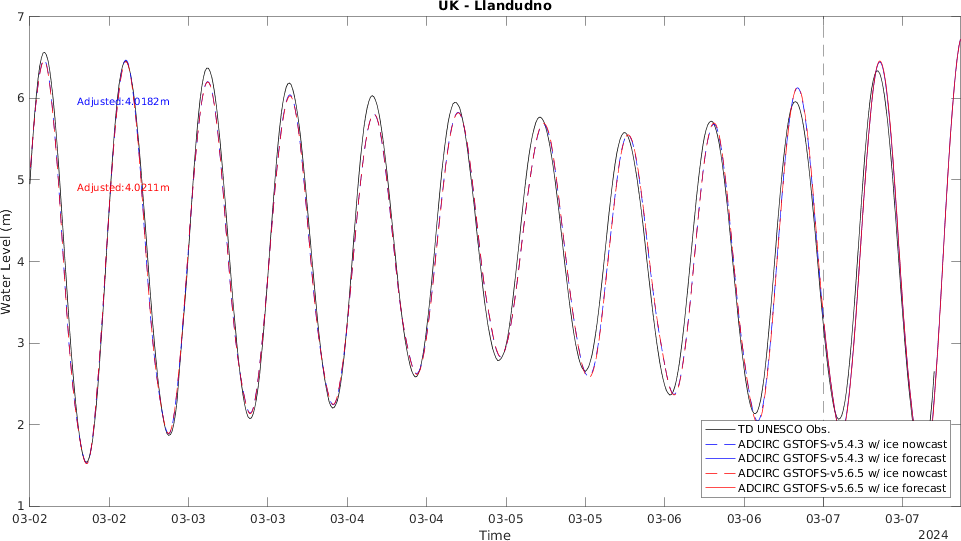 UK - Llandudno
7
6
5
4
3
2
1
Water Level (m)
Adjusted:4.0182m
Adjusted:4.0211m
TD UNESCO Obs.
ADCIRC GSTOFS-v5.4.3 w/ ice nowcast
ADCIRC GSTOFS-v5.4.3 w/ ice forecast
ADCIRC GSTOFS-v5.6.5 w/ ice nowcast
ADCIRC GSTOFS-v5.6.5 w/ ice forecast
03-02 03-02 03-03 03-03 03-04 03-04 03-05 03-05 03-06 03-06 03-07 03-07
Time
2024